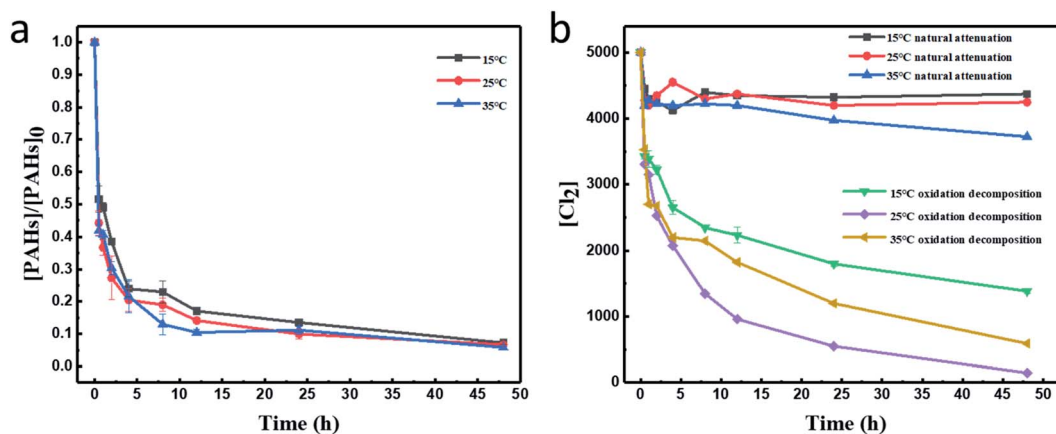 a
1.0
0.9
0.8
0.7
0.6
0.5
0.4
0.3
0.2
0.1
0.0
[PAHs]/[PAHs]0
15°C
25°C
35°C
0 5 10 15 20 25 30 35 40 45 50
Time (h)
b
5000
4000
3000
2000
1000
0
[Cl2]
15°C natural attenuation
25°C natural attenuation
35°C natural attenuation
15°C oxidation decomposition
25°C oxidation decomposition
35°C oxidation decomposition
0 5 10 15 20 25 30 35 40 45 50
Time (h)